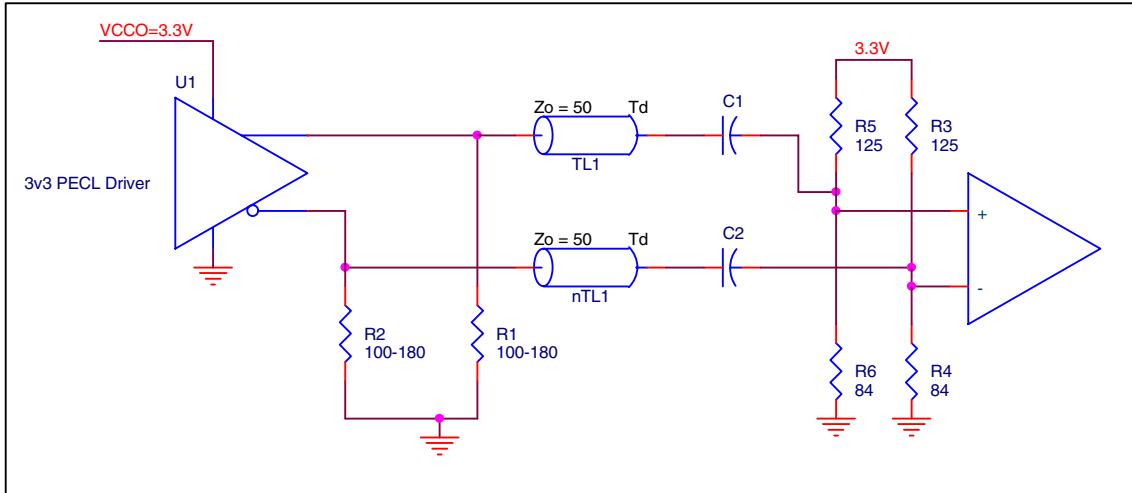 VCCO=3.3V
U1
3v3 PECL Driver
Zo = 50 Td
TL1
C1
3.3V
R5
125
R3
125
+
-
Zo = 50 Td
nTL1
C2
R2
100-180
R1
100-180
R6
84
R4
84